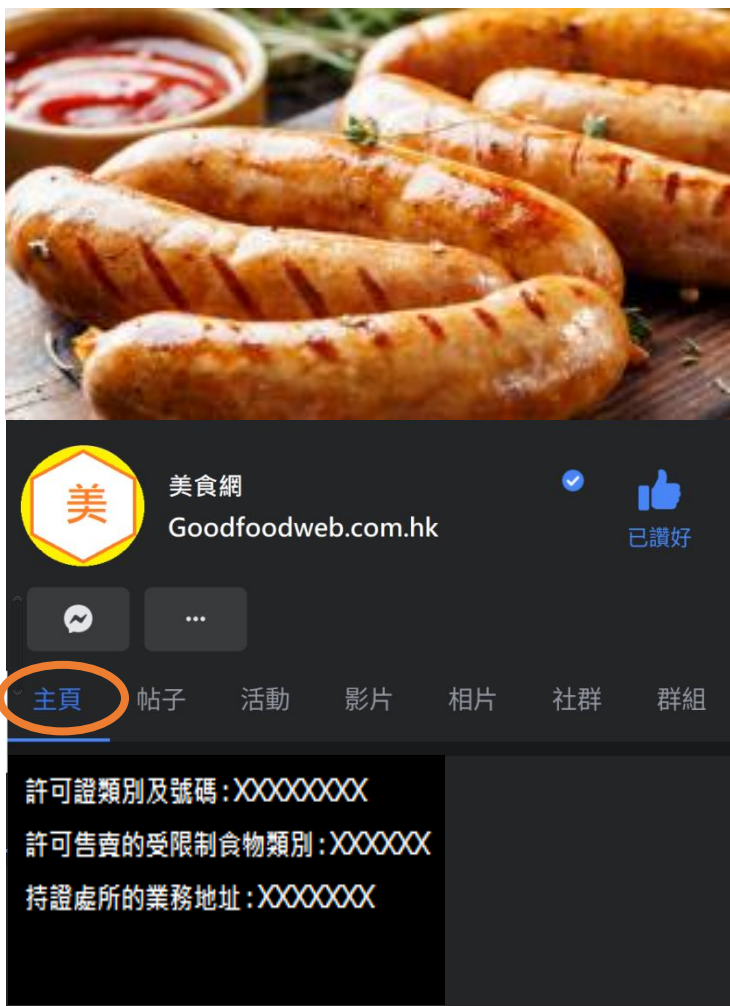 美
美食網
Goodfoodweb.com.hk
已讚好
主頁 帖子 活動 影片 相片 社群 群組
許可證類別及號碼:XXXXXXXX
許可售賣的受限制食物類別:XXXXXX
持證處所的業務地址:XXXXXXX